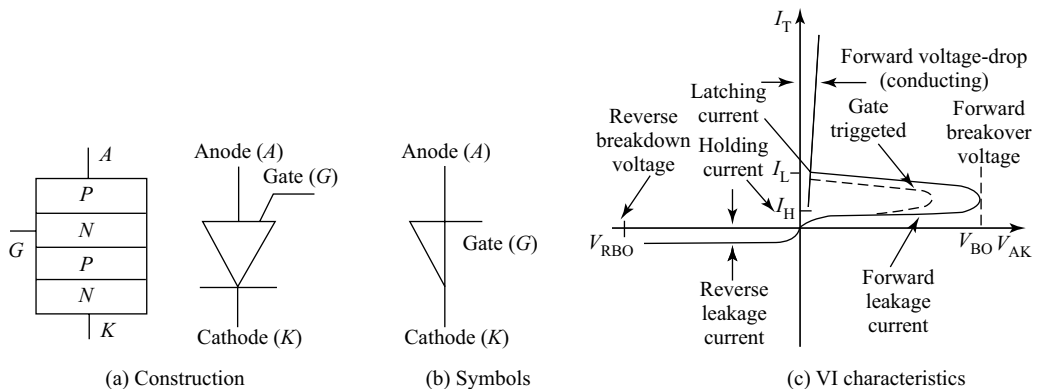 A
P
N
P
N
G
K
(a) Construction
Anode (A)
Gate (G)
Cathode (K)
Anode (A)
Gate (G)
Cathode (K)
(b) Symbols
I_T
Forward voltage-drop
(conducting)
Latching
current
Gate
triggeted
Forward
breakover
voltage
Reverse
breakdown
voltage
Holding
current
I_L
I_H
V_RBO
V_BO
V_AK
Reverse
leakage
current
Forward
leakage
current
(c) VI characteristics